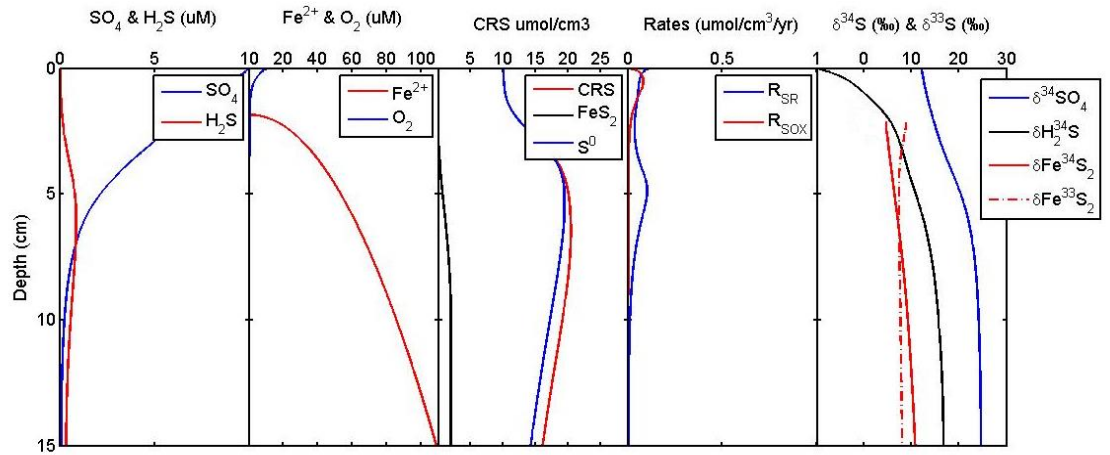 SO₄ & H₂S (uM)
Fe²⁺ & O₂ (uM)
CRS umol/cm3
Rates (umol/cm³/yr)
δ³⁴S (‰) & δ³³S (‰)
0 5 10
20 40 60 80 100
5 10 15 20 25
0 0.5 1
0 10 20 30
0
5
10
15
Depth (cm)
SO₄
H₂S
Fe²⁺
O₂
CRS
FeS₂
S⁰
R_SR
R_SOX
δ³⁴SO₄
δH₂³⁴S
δFe³⁴S₂
δFe³³S₂